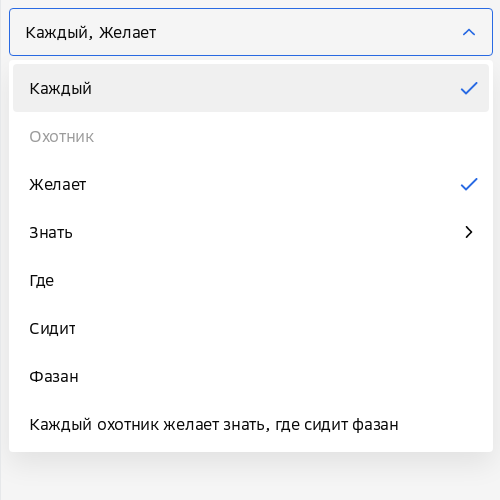 Каждый, Желает
Каждый
Охотник
Желает
Знать
Где
Сидит
Фазан
Каждый охотник желает знать, где сидит фазан